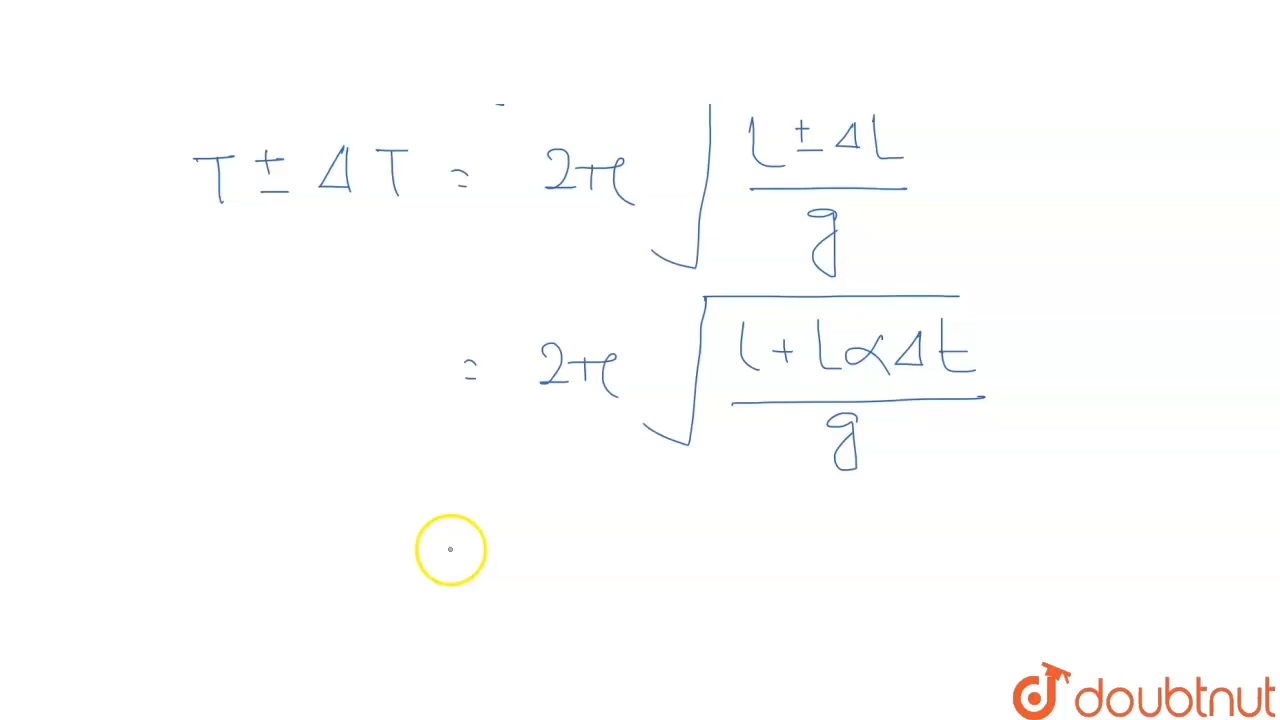 T ± ΔT = 2π √((L ± ΔL)/g)
= 2π √((l + lαΔt)/g)
doubtnut